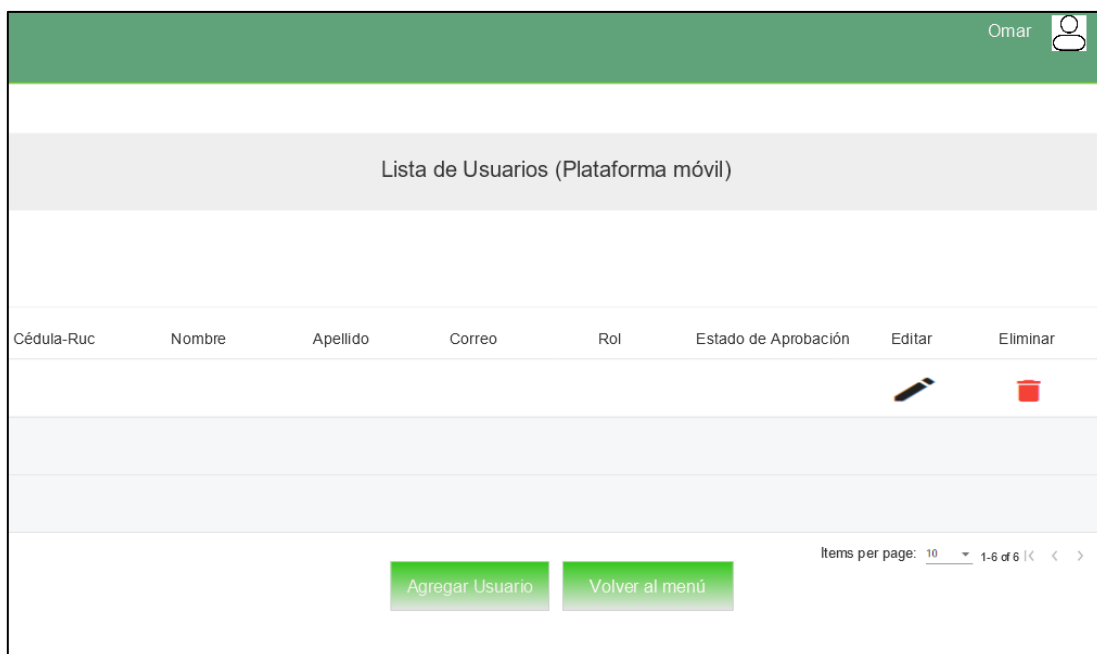 Omar
Lista de Usuarios (Plataforma móvil)
Cédula-Ruc Nombre Apellido Correo Rol Estado de Aprobación Editar Eliminar
Items per page: 10 1-6 of 6
Agregar Usuario Volver al menú